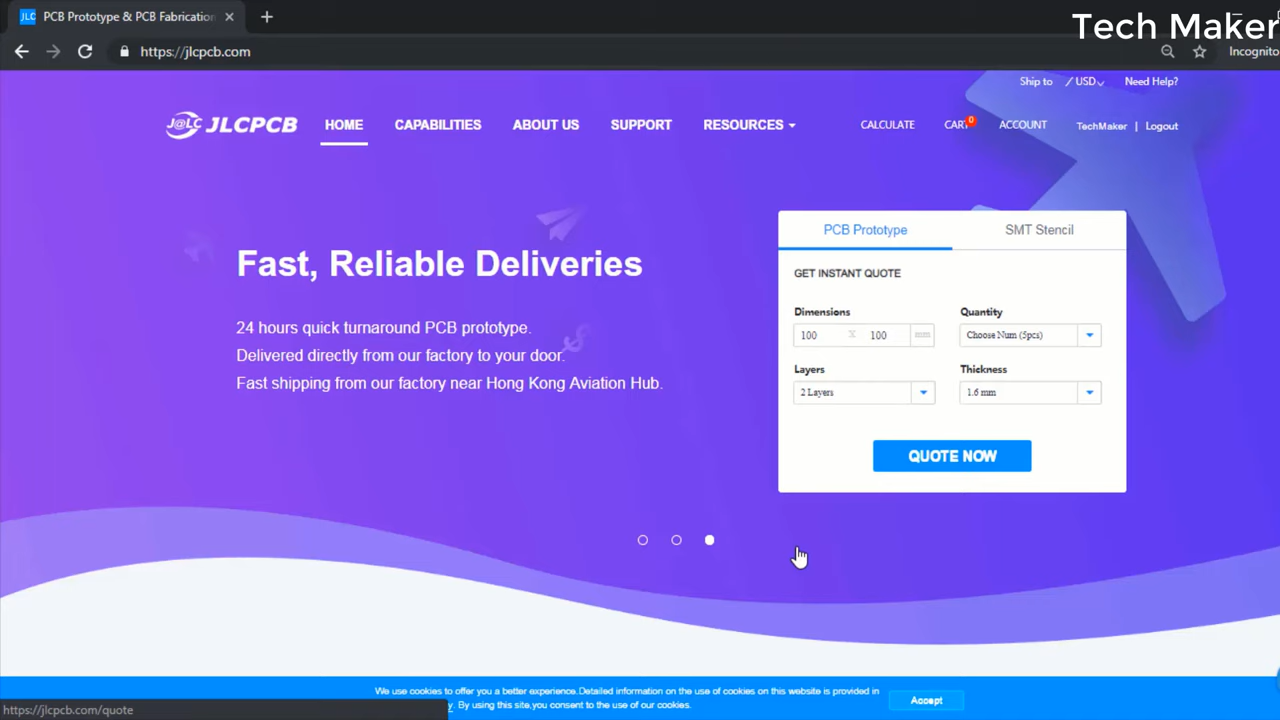 PCB Prototype & PCB Fabrication
Tech Maker
https://jlcpcb.com
Incognito
Ship to / USD Need Help?
J@LC JLCPCB HOME CAPABILITIES ABOUT US SUPPORT RESOURCES CALCULATE CART 0 ACCOUNT TechMaker | Logout
PCB Prototype SMT Stencil
Fast, Reliable Deliveries
GET INSTANT QUOTE
Dimensions Quantity
24 hours quick turnaround PCB prototype.
100 X 100 mm Choose Num (5pcs)
Delivered directly from our factory to your door.
Layers Thickness
Fast shipping from our factory near Hong Kong Aviation Hub.
2 Layers 1.6 mm
QUOTE NOW
We use cookies to offer you a better experience.Detailed information on the use of cookies on this website is provided in
By using this site,you consent to the use of our cookies.
Accept
https://jlcpcb.com/quote